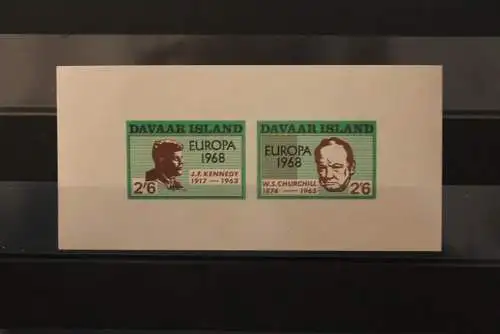 DAVAAR ISLAND
EUROPA
1968
J.F. KENNEDY
1917 — 1963
2/6
DAVAAR ISLAND
EUROPA
1968
W.S. CHURCHILL
1874 — 1965
2/6